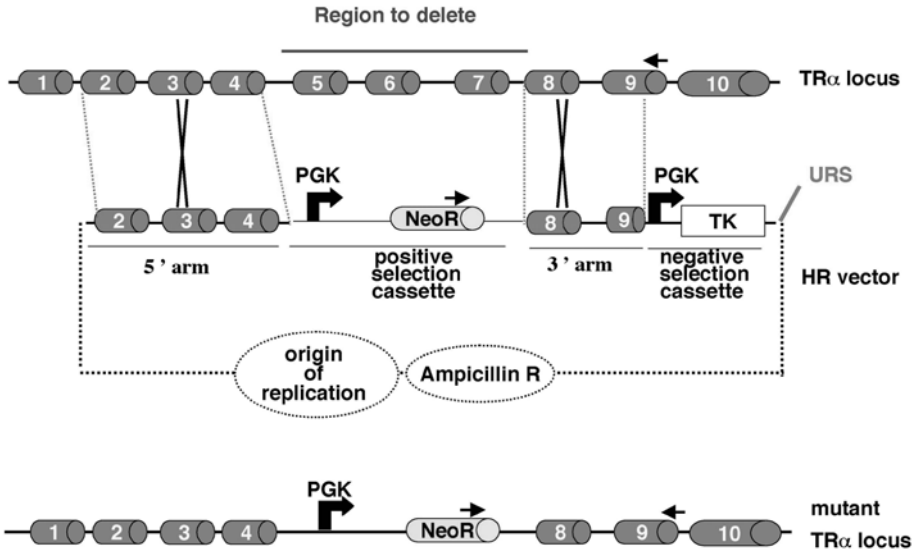 Region to delete
1 2 3 4 5 6 7 8 9 10
TRα locus
PGK
PGK
URS
2 3 4 NeoR 8 9 TK
5 ' arm
positive
selection
cassette
3 ' arm
negative
selection
cassette
HR vector
origin
of
replication
Ampicillin R
PGK
1 2 3 4 NeoR 8 9 10
mutant
TRα locus